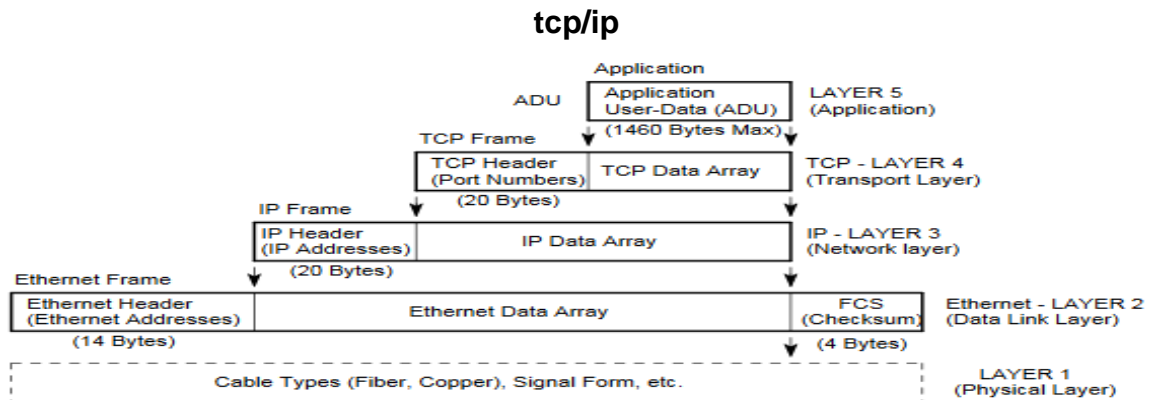 tcp/ip
Application
ADU
Application
User-Data (ADU)
LAYER 5
(Application)
(1460 Bytes Max)
TCP Frame
TCP Header
(Port Numbers)
TCP Data Array
TCP - LAYER 4
(Transport Layer)
(20 Bytes)
IP Frame
IP Header
(IP Addresses)
IP Data Array
IP - LAYER 3
(Network layer)
(20 Bytes)
Ethernet Frame
Ethernet Header
(Ethernet Addresses)
Ethernet Data Array
FCS
(Checksum)
Ethernet - LAYER 2
(Data Link Layer)
(14 Bytes)
(4 Bytes)
Cable Types (Fiber, Copper), Signal Form, etc.
LAYER 1
(Physical Layer)